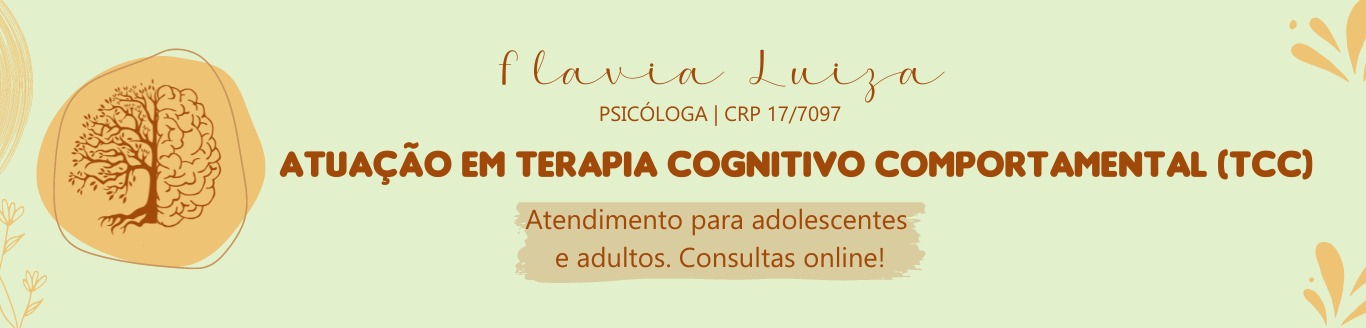 flavia Luiza
PSICÓLOGA | CRP 17/7097
ATUAÇÃO EM TERAPIA COGNITIVO COMPORTAMENTAL (TCC)
Atendimento para adolescentes
e adultos. Consultas online!